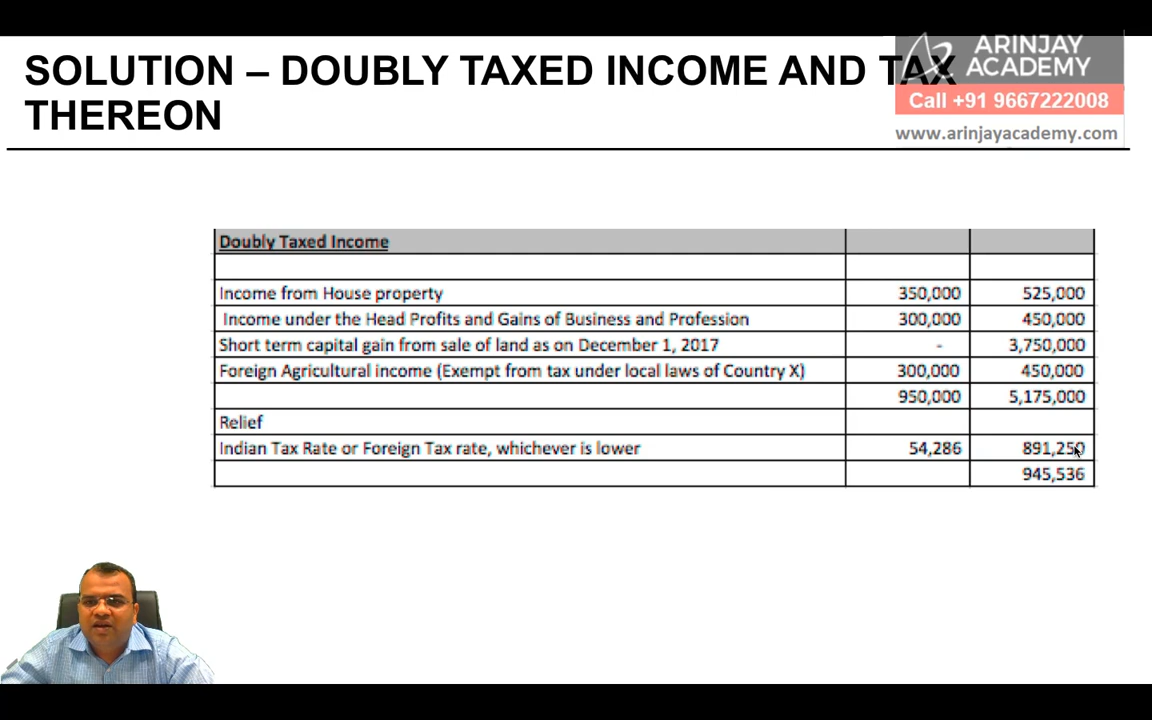 SOLUTION – DOUBLY TAXED INCOME AND TAX
THEREON
ARINJAY
ACADEMY
Call +91 9667222008
www.arinjayacademy.com
Doubly Taxed Income
Income from House property 350,000 525,000
Income under the Head Profits and Gains of Business and Profession 300,000 450,000
Short term capital gain from sale of land as on December 1, 2017 - 3,750,000
Foreign Agricultural income (Exempt from tax under local laws of Country X) 300,000 450,000
950,000 5,175,000
Relief
Indian Tax Rate or Foreign Tax rate, whichever is lower 54,286 891,250
945,536